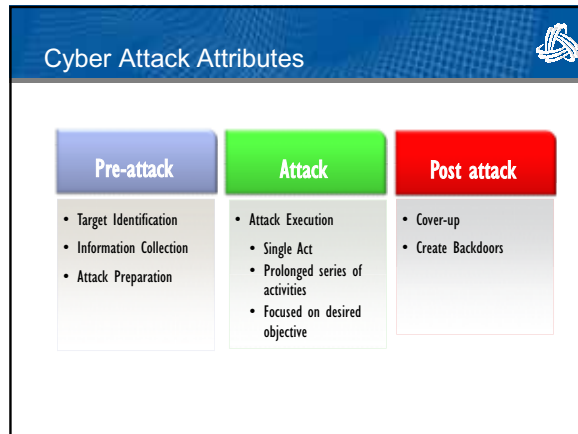 Cyber Attack Attributes
Pre-attack
• Target Identification
• Information Collection
• Attack Preparation
Attack
• Attack Execution
• Single Act
• Prolonged series of
activities
• Focused on desired
objective
Post attack
• Cover-up
• Create Backdoors